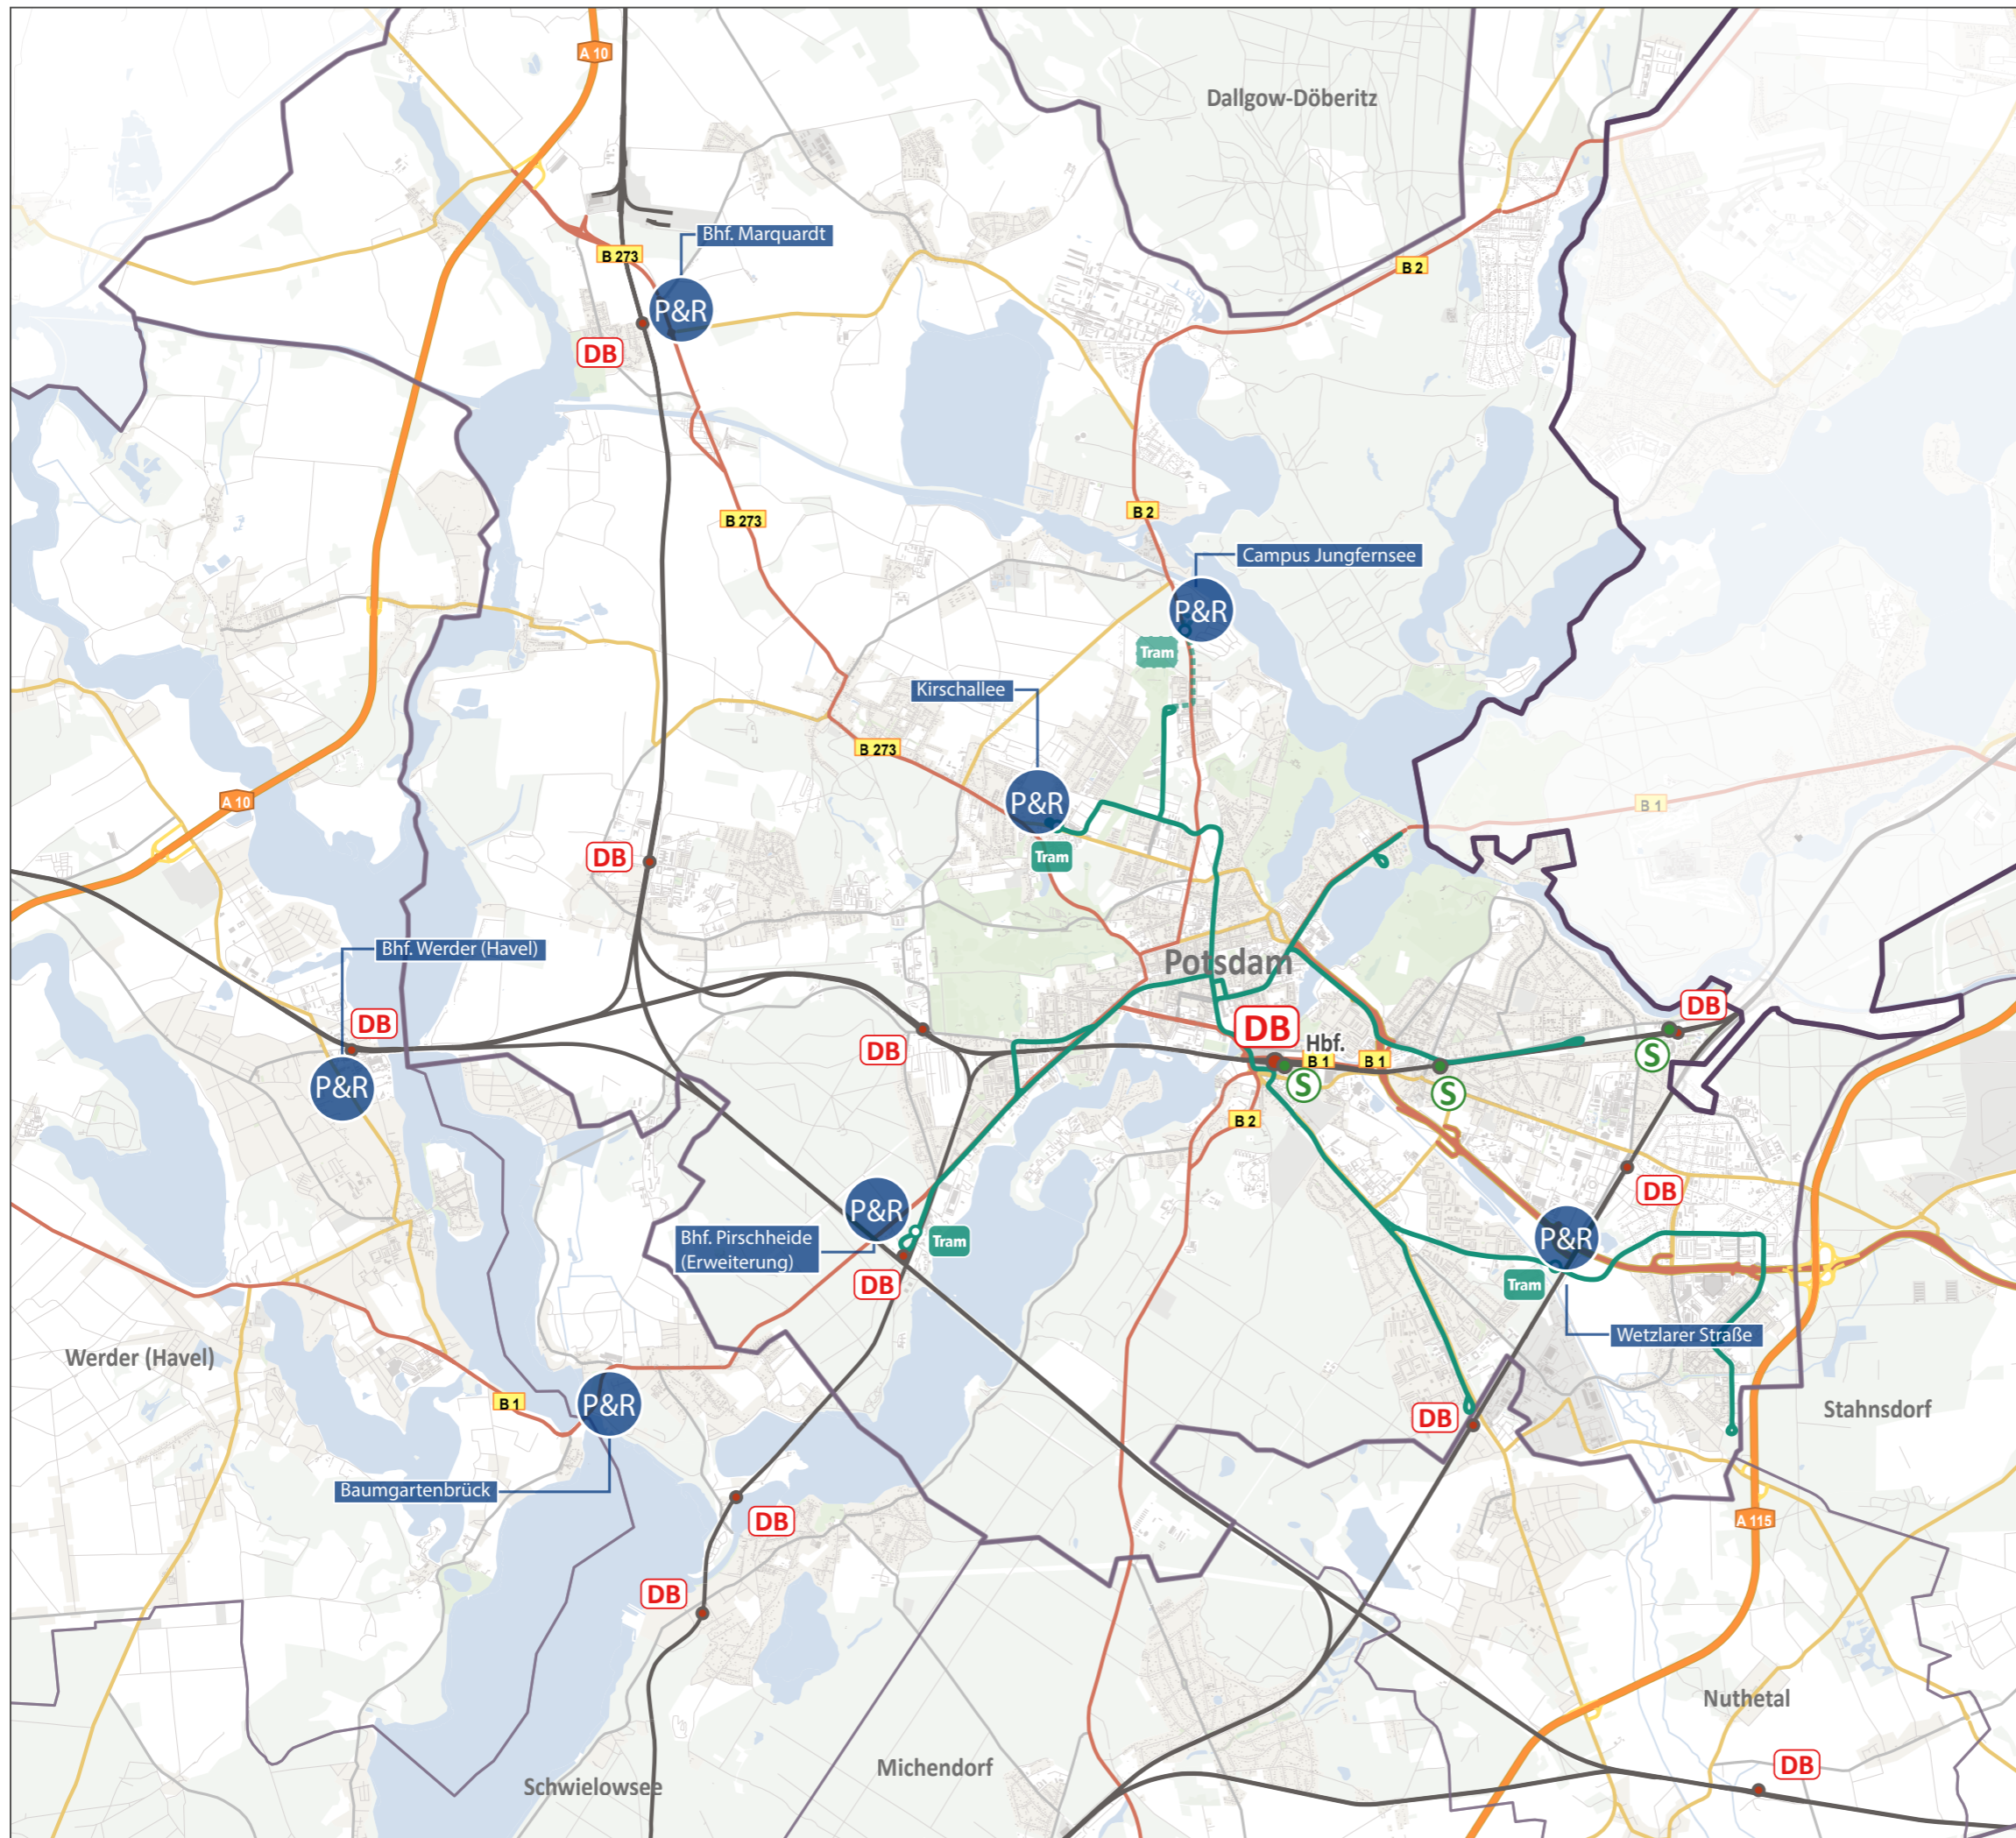 A 10
Dallgow-Döberitz
Bhf. Marquardt
B 273
B 2
P&R
DB
B 273
B 2
Campus Jungfernsee
P&R
Tram
Kirschallee
B 273
A 10
P&R
B 1
DB
Tram
Bhf. Werder (Havel)
Potsdam
DB
DB
DB
DB
Hbf.
B 1
B 1
S
S
S
P&R
B 2
DB
P&R
Bhf. Pirschheide
(Erweiterung)
Tram
P&R
DB
Tram
Wetzlarer Straße
Werder (Havel)
B 1
P&R
DB
Stahnsdorf
Baumgartenbrück
DB
A 115
DB
Nuthetal
Michendorf
DB
Schwielowsee